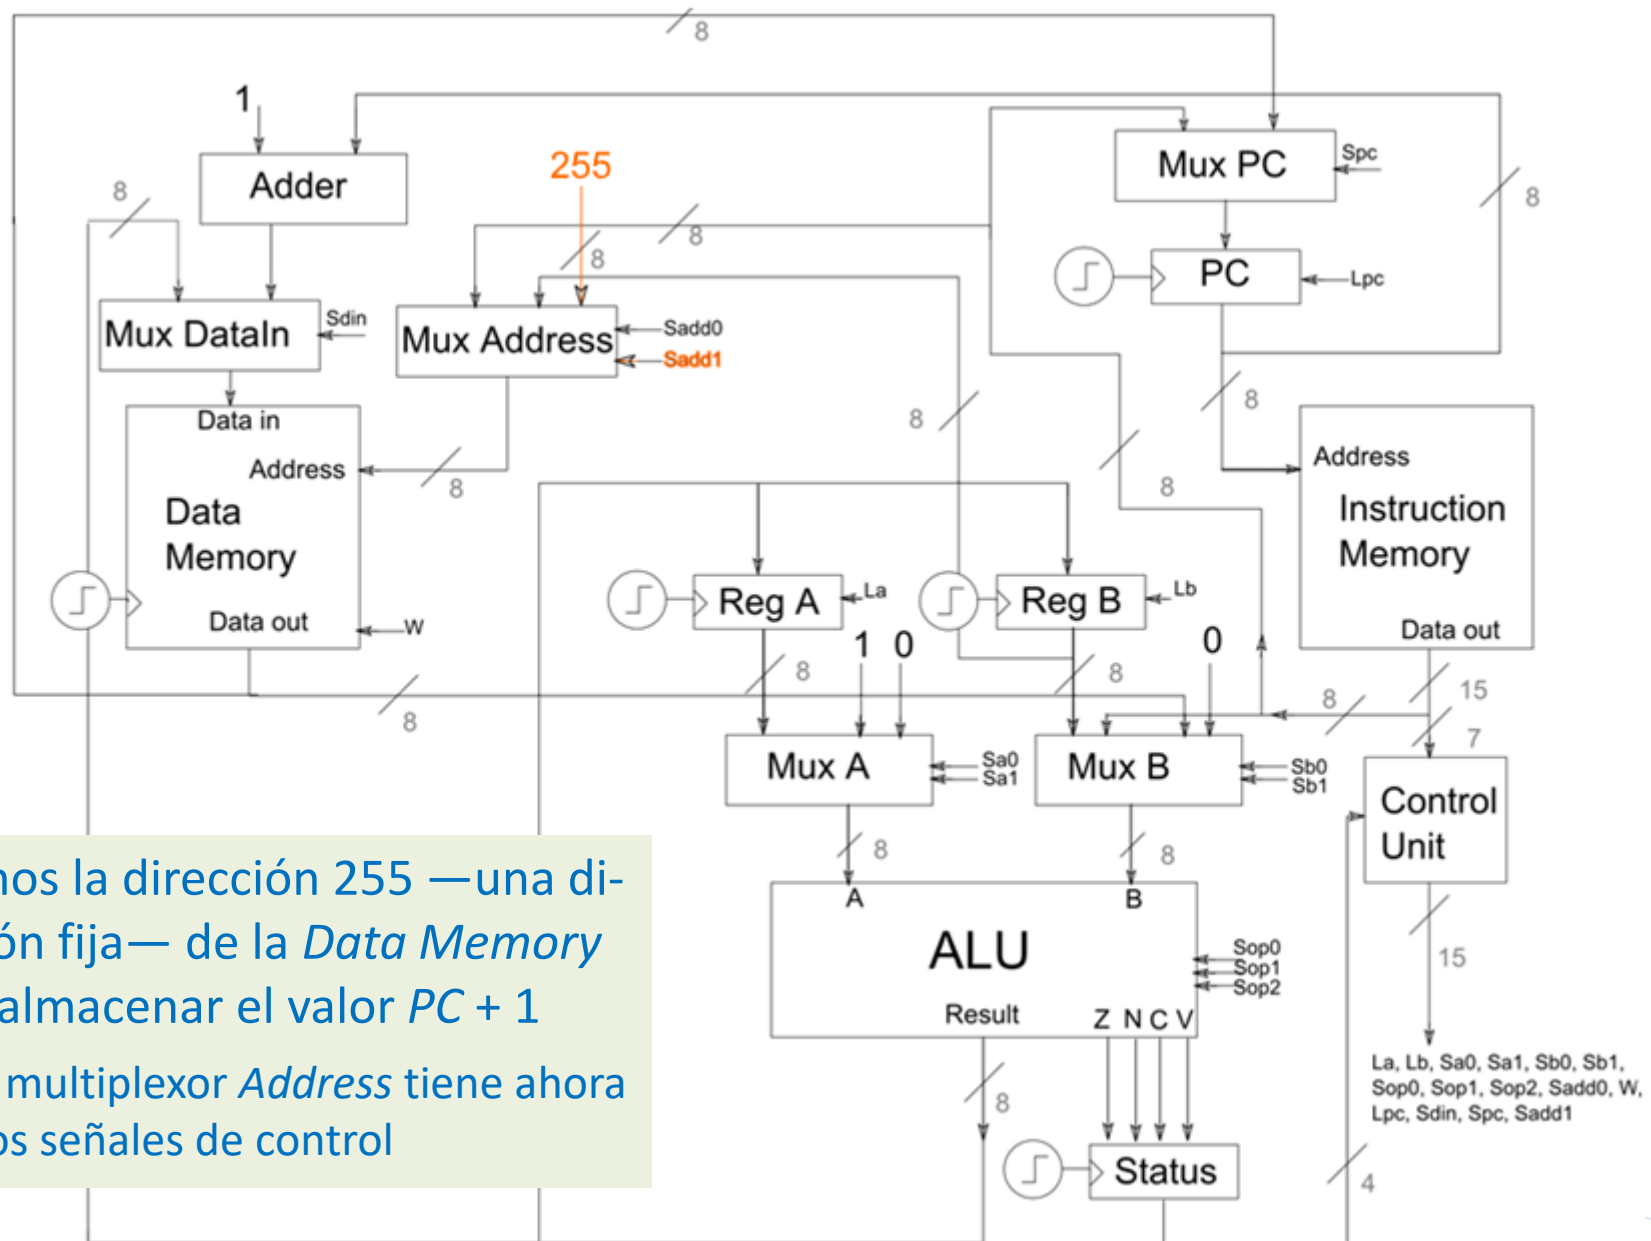 8
1
255
Adder
8
Mux PC
Spc
8
8
8
PC
Lpc
Mux DataIn
Sdin
Mux Address
Sadd0
Sadd1
8
8
Data in
Address
8
Data
Memory
Data out
W
8
Address
Instruction
Memory
Data out
Reg A
La
Reg B
Lb
1 0
0
8
8
8
15
7
8
Mux A
Sa0
Sa1
Mux B
Sb0
Sb1
Control
Unit
8
8
A
B
ALU
Sop0
Sop1
Sop2
Result
Z N C V
15
8
La, Lb, Sa0, Sa1, Sb0, Sb1,
Sop0, Sop1, Sop2, Sadd0, W,
Lpc, Sdin, Spc, Sadd1
Status
4
la dirección 255 —una di-
fija— de la Data Memory
almacenar el valor PC + 1
multiplexor Address tiene ahora
señales de control